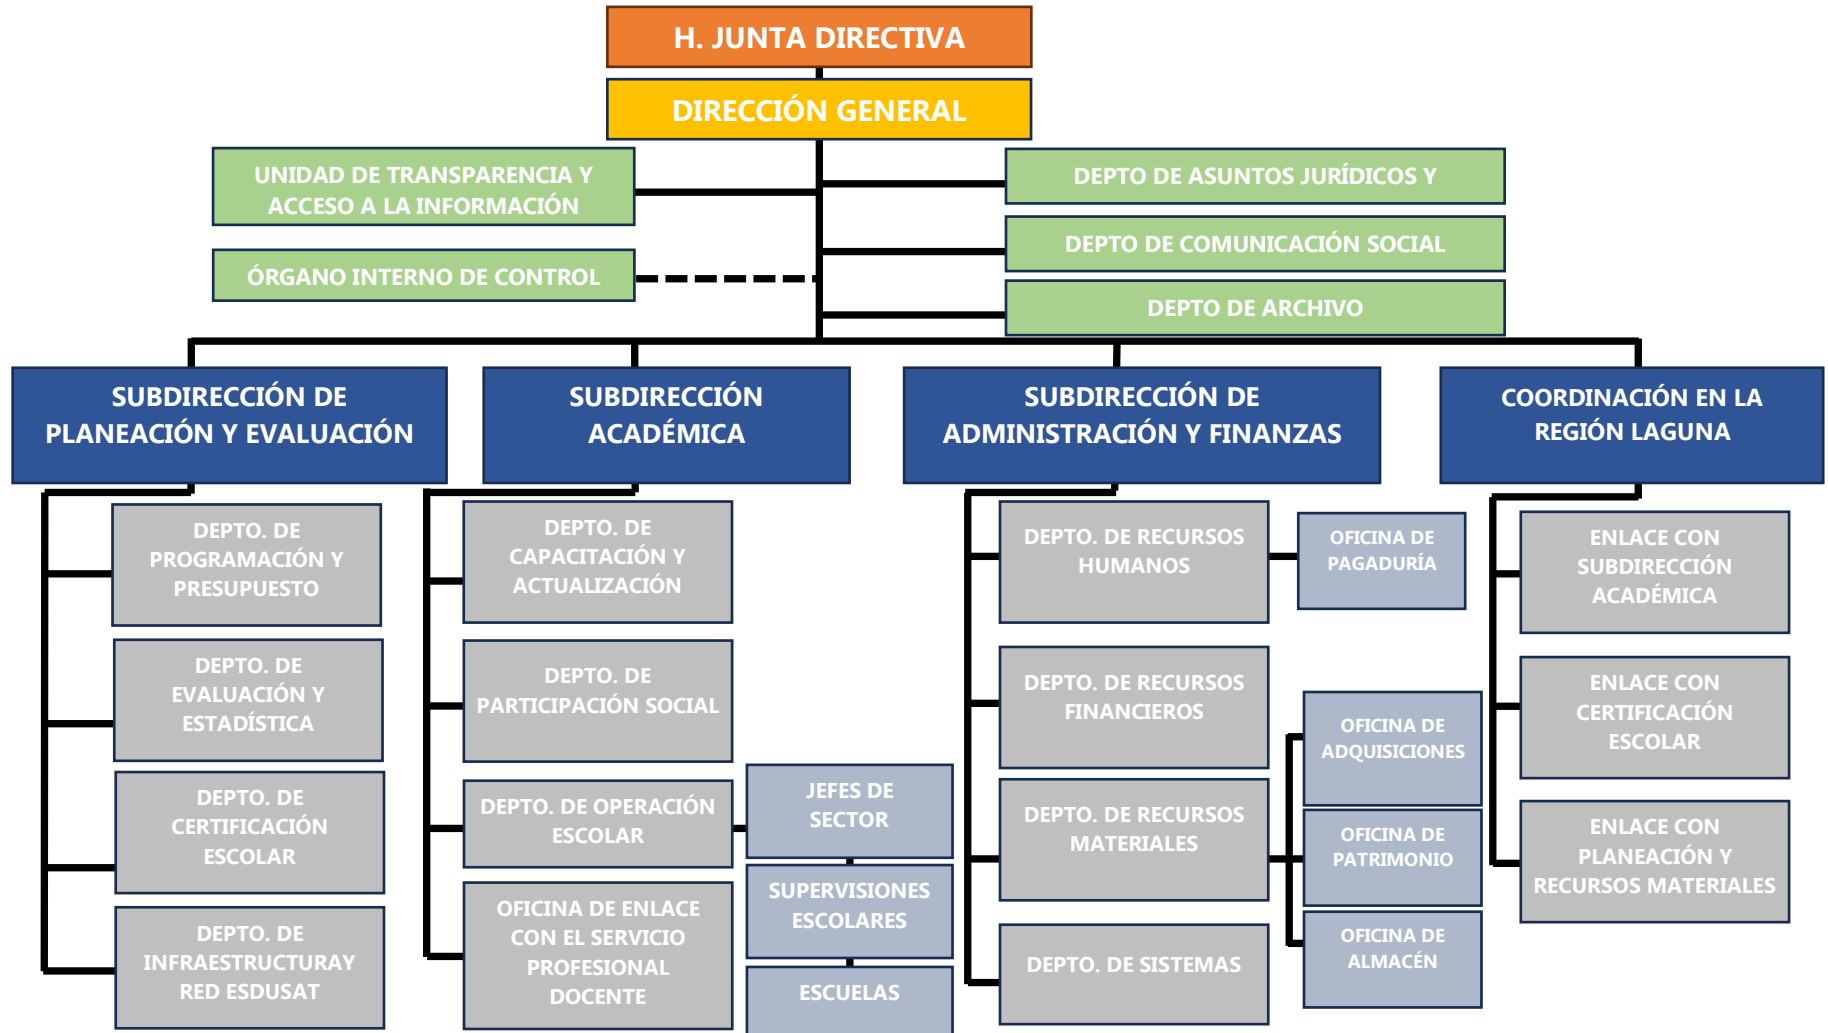 H. JUNTA DIRECTIVA
DIRECCIÓN GENERAL
UNIDAD DE TRANSPARENCIA Y
ACCESO A LA INFORMACIÓN
ÓRGANO INTERNO DE CONTROL
DEPTO DE ASUNTOS JURÍDICOS Y
DEPTO DE COMUNICACIÓN SOCIAL
DEPTO DE ARCHIVO
SUBDIRECCIÓN DE
PLANEACIÓN Y EVALUACIÓN
DEPTO. DE
PROGRAMACIÓN Y
PRESUPUESTO
DEPTO. DE
EVALUACIÓN Y
ESTADÍSTICA
DEPTO. DE
CERTIFICACIÓN
ESCOLAR
DEPTO. DE
INFRAESTRUCTURAY
RED ESDUSAT
SUBDIRECCIÓN
ACADÉMICA
DEPTO. DE
CAPACITACIÓN Y
ACTUALIZACIÓN
DEPTO. DE
PARTICIPACIÓN SOCIAL
DEPTO. DE OPERACIÓN
ESCOLAR
JEFES DE
SECTOR
SUPERVISIONES
ESCOLARES
ESCUELAS
OFICINA DE ENLACE
CON EL SERVICIO
PROFESIONAL
DOCENTE
SUBDIRECCIÓN DE
ADMINISTRACIÓN Y FINANZAS
DEPTO. DE RECURSOS
HUMANOS
OFICINA DE
PAGADURÍA
DEPTO. DE RECURSOS
FINANCIEROS
DEPTO. DE RECURSOS
MATERIALES
OFICINA DE
ADQUISICIONES
OFICINA DE
PATRIMONIO
OFICINA DE
ALMACÉN
DEPTO. DE SISTEMAS
COORDINACIÓN EN LA
REGIÓN LAGUNA
ENLACE CON
SUBDIRECCIÓN
ACADÉMICA
ENLACE CON
CERTIFICACIÓN
ESCOLAR
ENLACE CON
PLANEACIÓN Y
RECURSOS MATERIALES